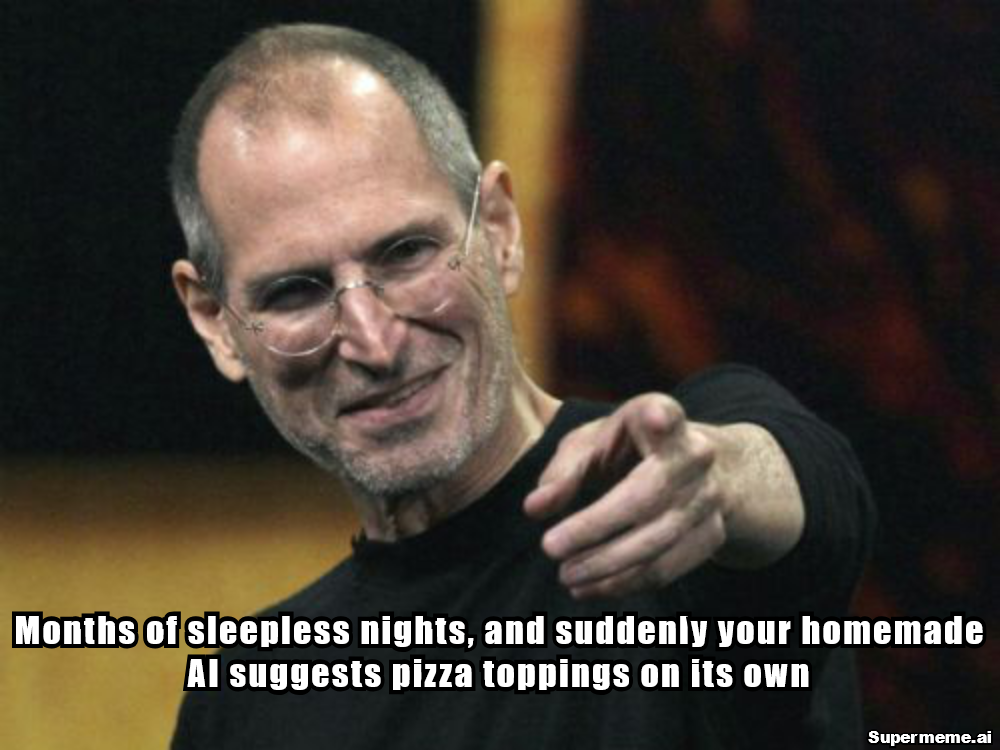 Months of sleepless nights, and suddenly your homemade
AI suggests pizza toppings on its own
Supermeme.ai